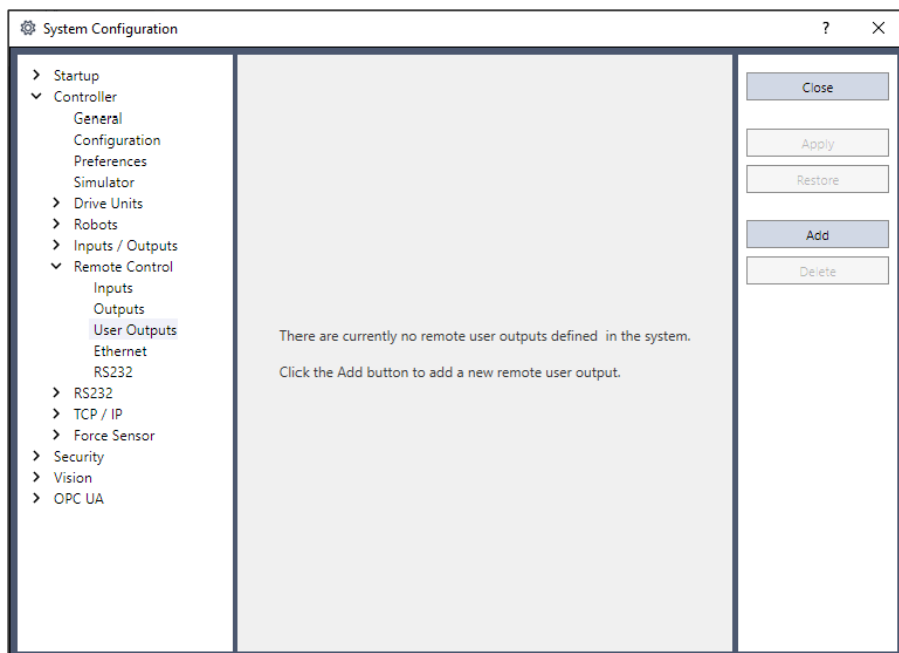 System Configuration
?
Startup
Controller
General
Configuration
Preferences
Simulator
Drive Units
Robots
Inputs / Outputs
Remote Control
Inputs
Outputs
User Outputs
Ethernet
RS232
RS232
TCP / IP
Force Sensor
Security
Vision
OPC UA
There are currently no remote user outputs defined in the system.
Click the Add button to add a new remote user output.
Close
Apply
Restore
Add
Delete